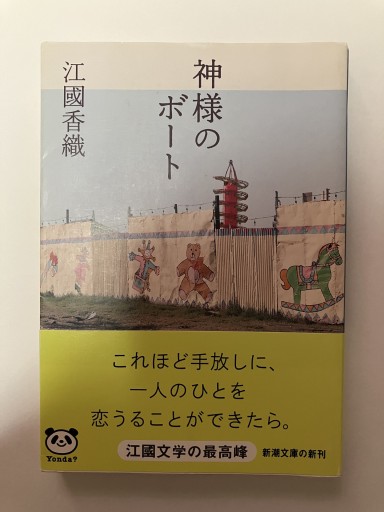 神様の
ボート
江國香織
これほど手放しに、
一人のひとを
恋うることができたら。
江國文学の最高峰
新潮文庫の新刊
Yonda?